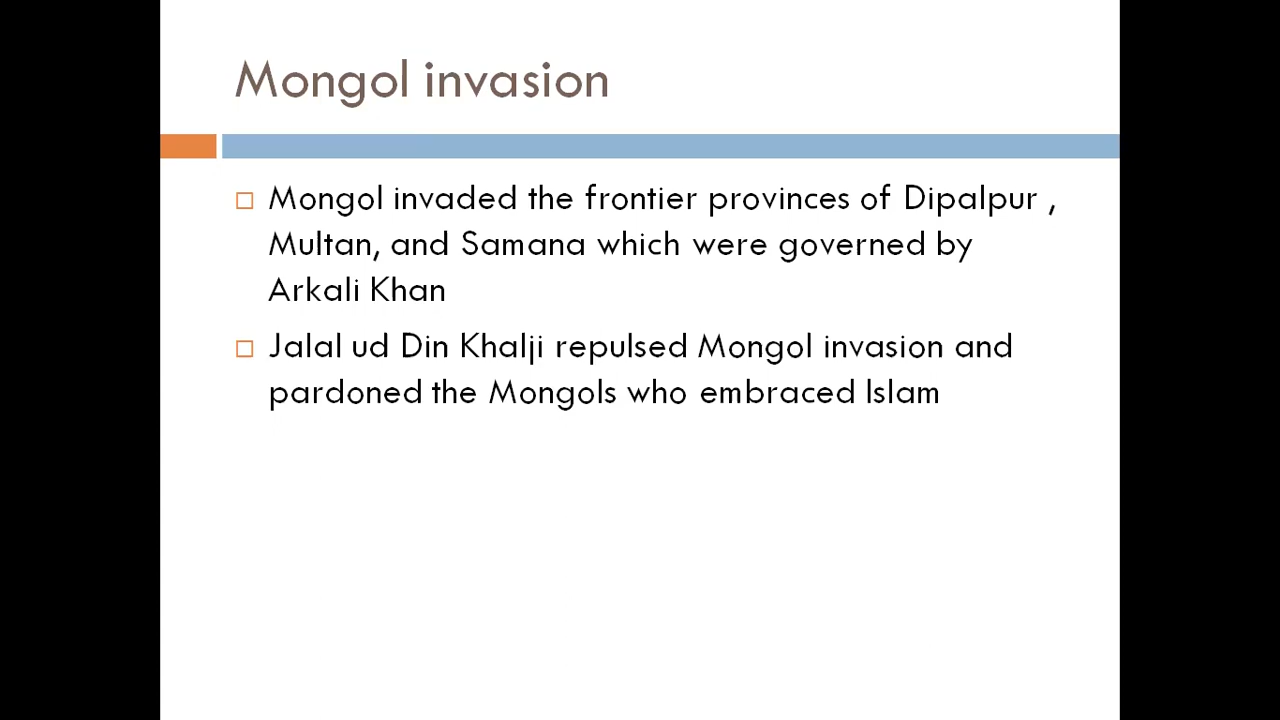 Mongol invasion
Mongol invaded the frontier provinces of Dipalpur ,
Multan, and Samana which were governed by
Arkali Khan
Jalal ud Din Khalji repulsed Mongol invasion and
pardoned the Mongols who embraced Islam